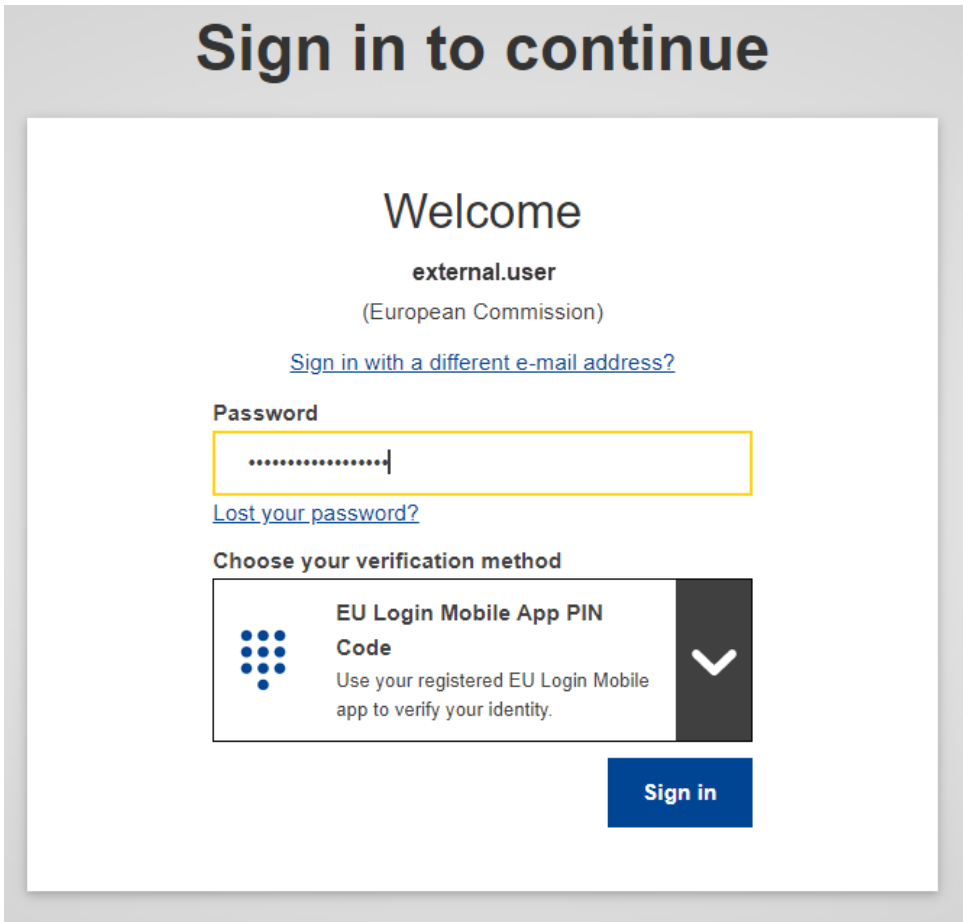 Sign in to continue
Welcome
external.user
(European Commission)
Sign in with a different e-mail address?
Password
••••••••••••••••••
Lost your password?
Choose your verification method
EU Login Mobile App PIN
Code
Use your registered EU Login Mobile
app to verify your identity.
Sign in